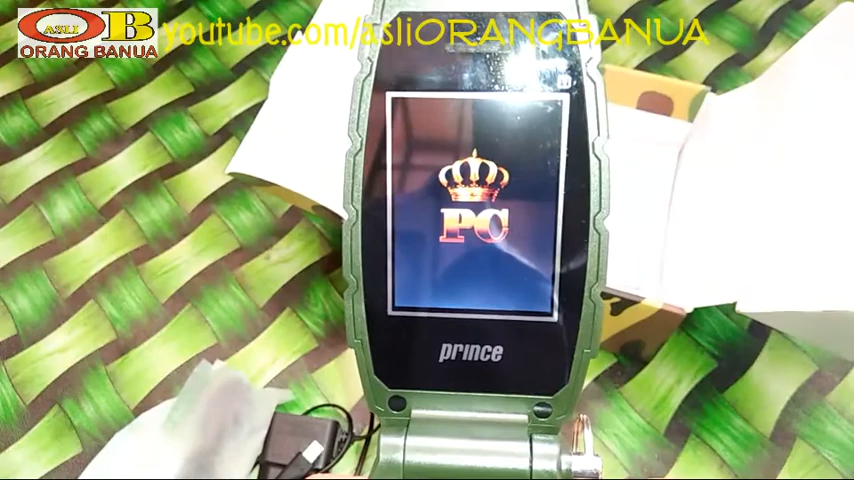 OB
ASLI
ORANG BANUA
youtube.com/asliORANGBANUA
PC
prince